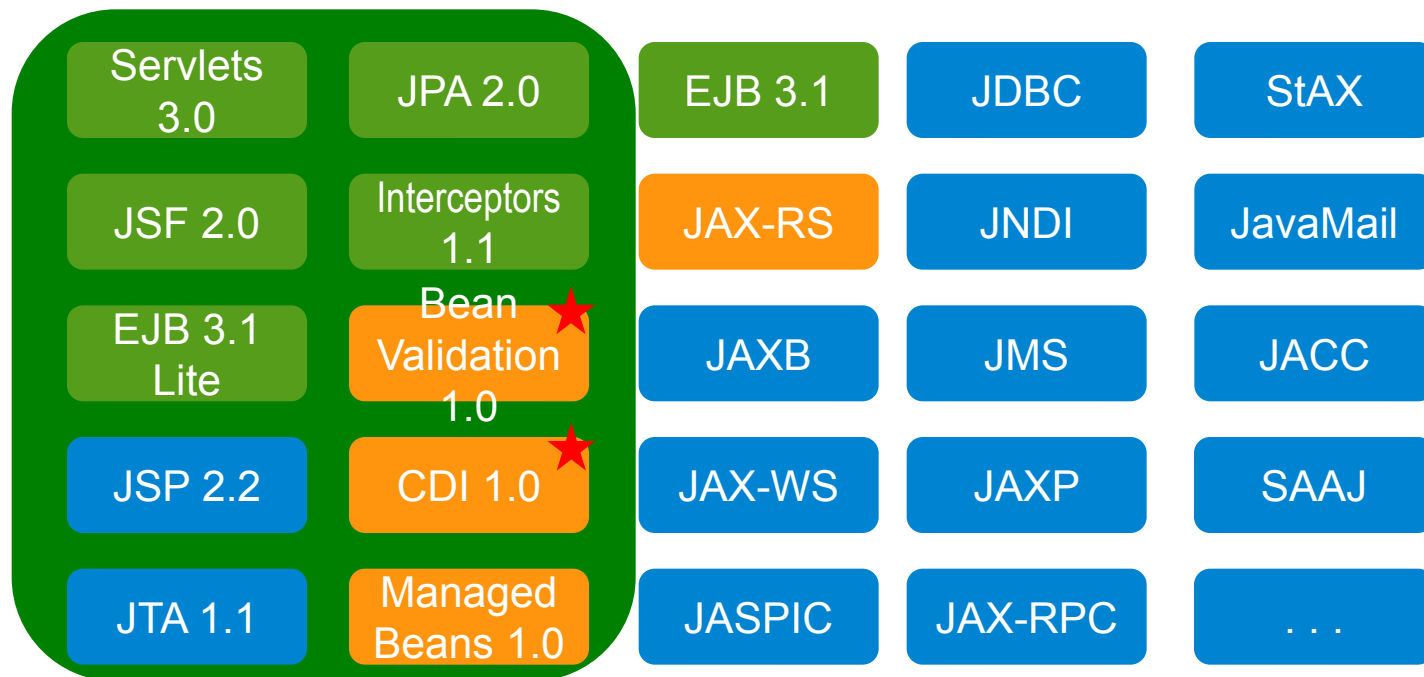 Servlets
3.0
JPA 2.0
EJB 3.1
JDBC
StAX
JSF 2.0
Interceptors
1.1
JAX-RS
JNDI
JavaMail
EJB 3.1
Lite
Bean
Validation
1.0
JAXB
JMS
JACC
JSP 2.2
CDI 1.0
JAX-WS
JAXP
SAAJ
JTA 1.1
Managed
Beans 1.0
JASPIC
JAX-RPC
. . .